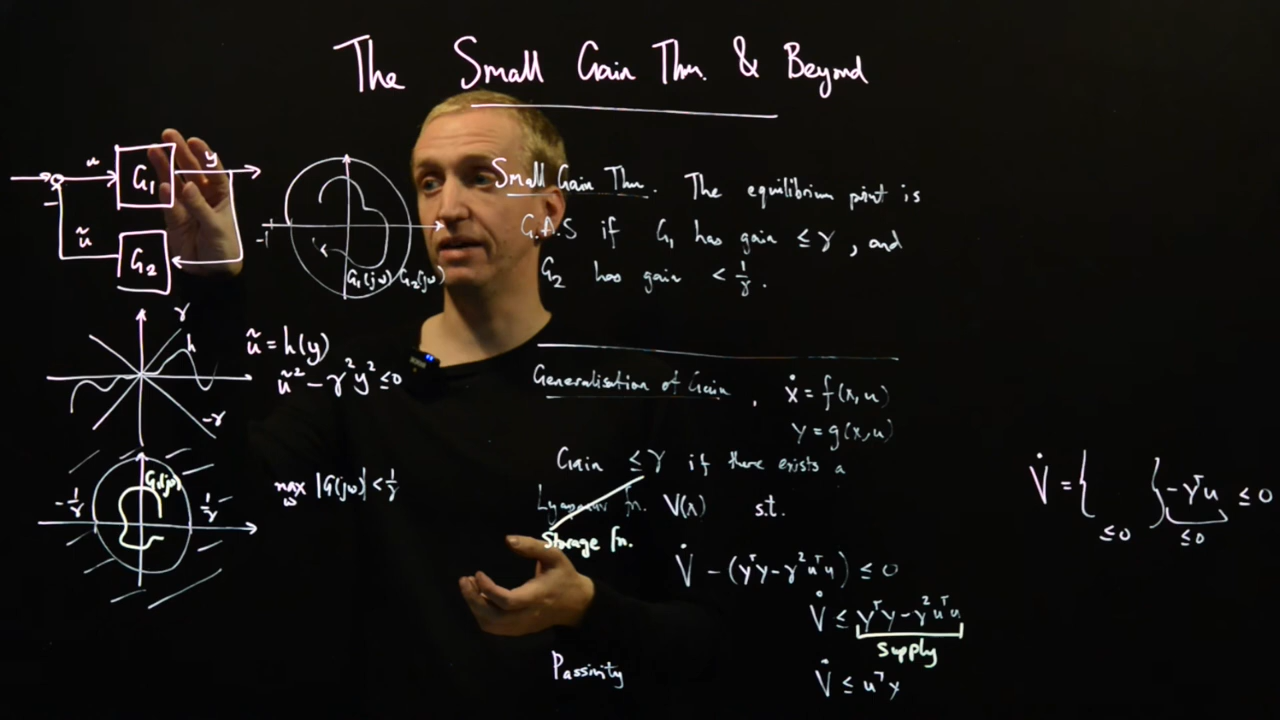 The Small Gain Thm. & Beyond
u
G₁
y
-
ũ
G₂
-1
G₁(jω) G₂(jω)
Small Gain Thm. The equilibrium point is
G.A.S if G₁ has gain ≤ γ, and
G₂ has gain < 1/γ.
γ
h
-γ
ũ = h(y)
ũ² - γ²y² ≤ 0
G(jω)
-1/γ
1/γ
max_ω |G(jω)| < 1/γ
Generalisation of Gain, ẋ = f(x,u)
y = g(x,u)
Gain ≤ γ if there exists a
Lyapunov fn. V(x) s.t.
Storage fn.
V̇ - (yᵀy - γ²uᵀu) ≤ 0
V̇ ≤ yᵀy - γ²uᵀu
Supply
Passivity
V̇ ≤ uᵀy
V̇ = { } - yᵀu ≤ 0
≤ 0
≤ 0